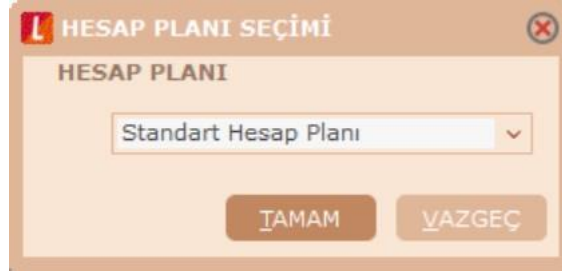 L HESAP PLANI SEÇİMİ
HESAP PLANI
Standart Hesap Planı
TAMAM VAZGEÇ